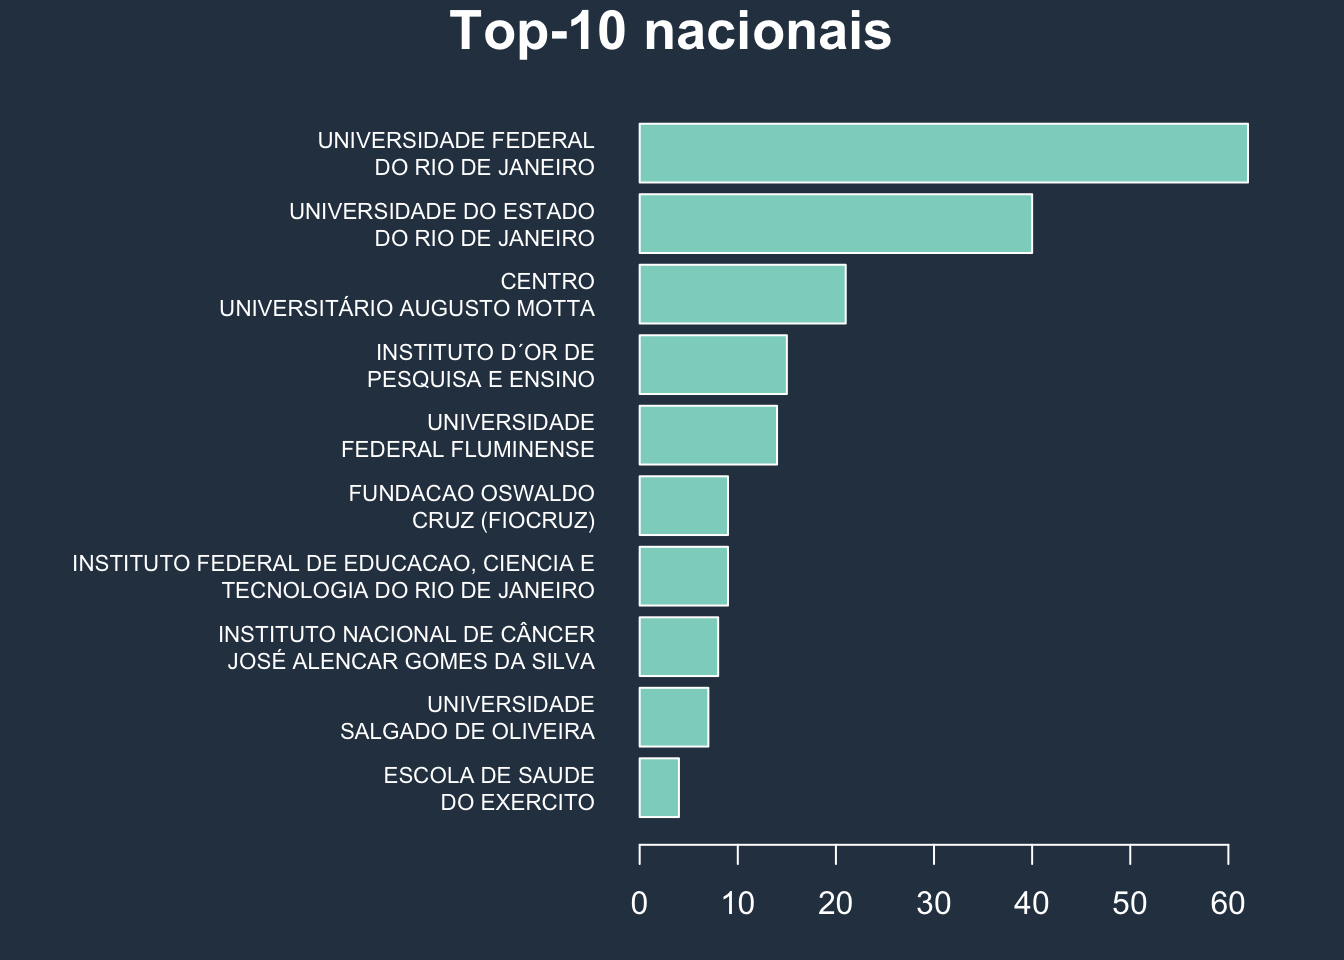 Top-10 nacionais
UNIVERSIDADE FEDERAL
DO RIO DE JANEIRO
UNIVERSIDADE DO ESTADO
DO RIO DE JANEIRO
CENTRO
UNIVERSITÁRIO AUGUSTO MOTTA
INSTITUTO D´OR DE
PESQUISA E ENSINO
UNIVERSIDADE
FEDERAL FLUMINENSE
FUNDACAO OSWALDO
CRUZ (FIOCRUZ)
INSTITUTO FEDERAL DE EDUCACAO, CIENCIA E
TECNOLOGIA DO RIO DE JANEIRO
INSTITUTO NACIONAL DE CÂNCER
JOSÉ ALENCAR GOMES DA SILVA
UNIVERSIDADE
SALGADO DE OLIVEIRA
ESCOLA DE SAUDE
DO EXERCITO
0 10 20 30 40 50 60